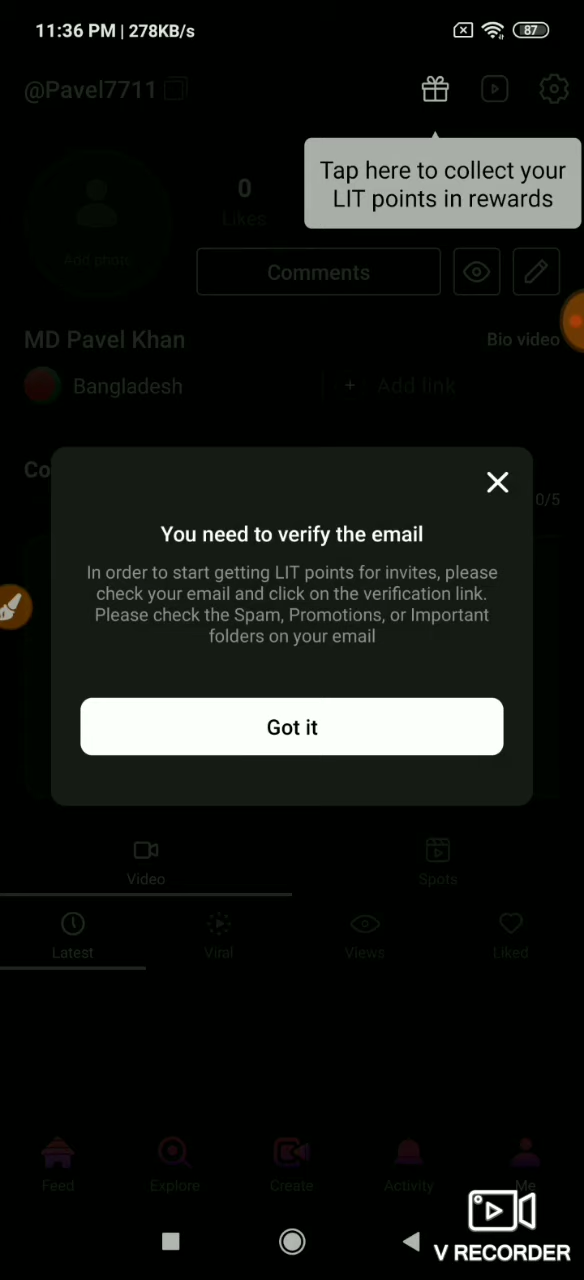 11:36 PM | 278KB/s
87
@Pavel7711
Tap here to collect your
LIT points in rewards
0
Likes
Add photo
Comments
MD Pavel Khan
Bio video
Bangladesh
+ Add link
Co
0/5
You need to verify the email
In order to start getting LIT points for invites, please
check your email and click on the verification link.
Please check the Spam, Promotions, or Important
folders on your email
Got it
Video
Spots
Latest
Viral
Views
Liked
Feed
Explore
Create
Activity
Me
V RECORDER